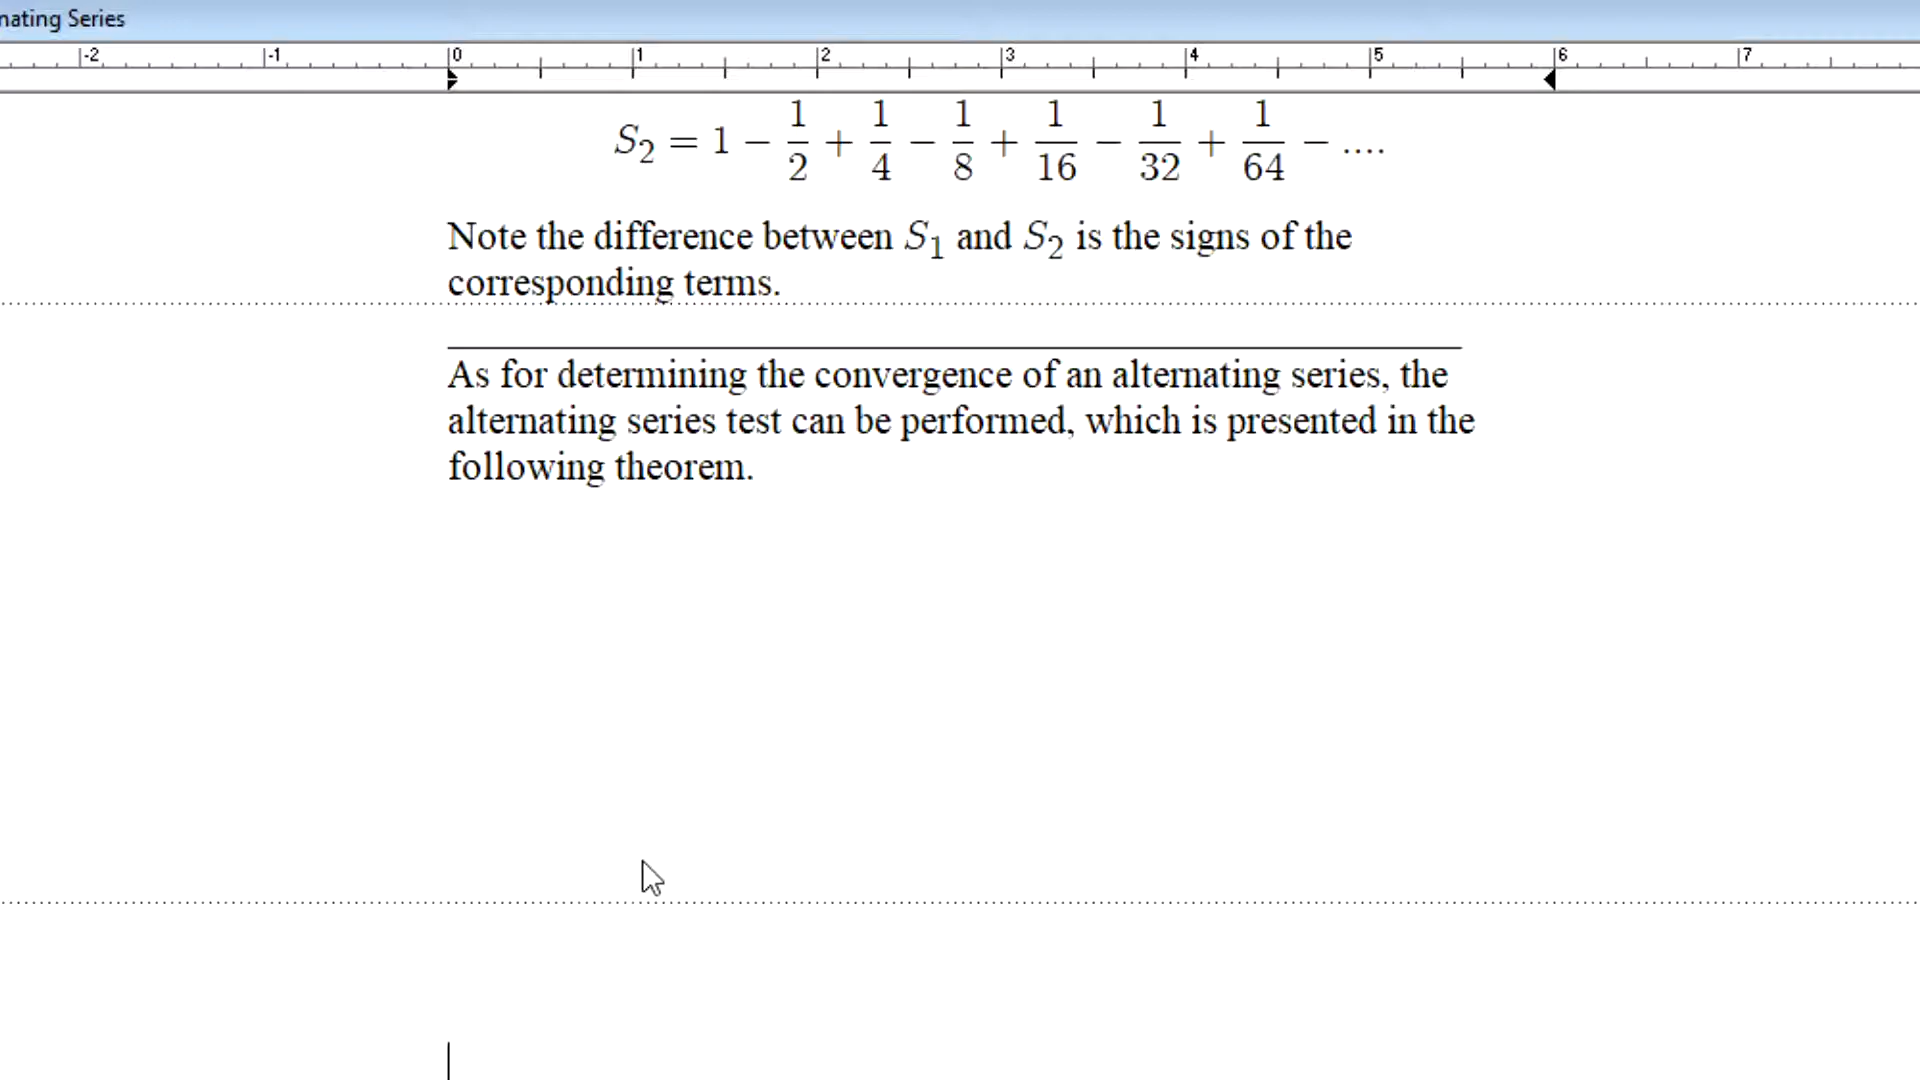 nating Series
-2 -1 0 1 2 3 4 5 6 7
S₂ = 1 − 1/2 + 1/4 − 1/8 + 1/16 − 1/32 + 1/64 − ....
Note the difference between S₁ and S₂ is the signs of the
corresponding terms.
As for determining the convergence of an alternating series, the
alternating series test can be performed, which is presented in the
following theorem.